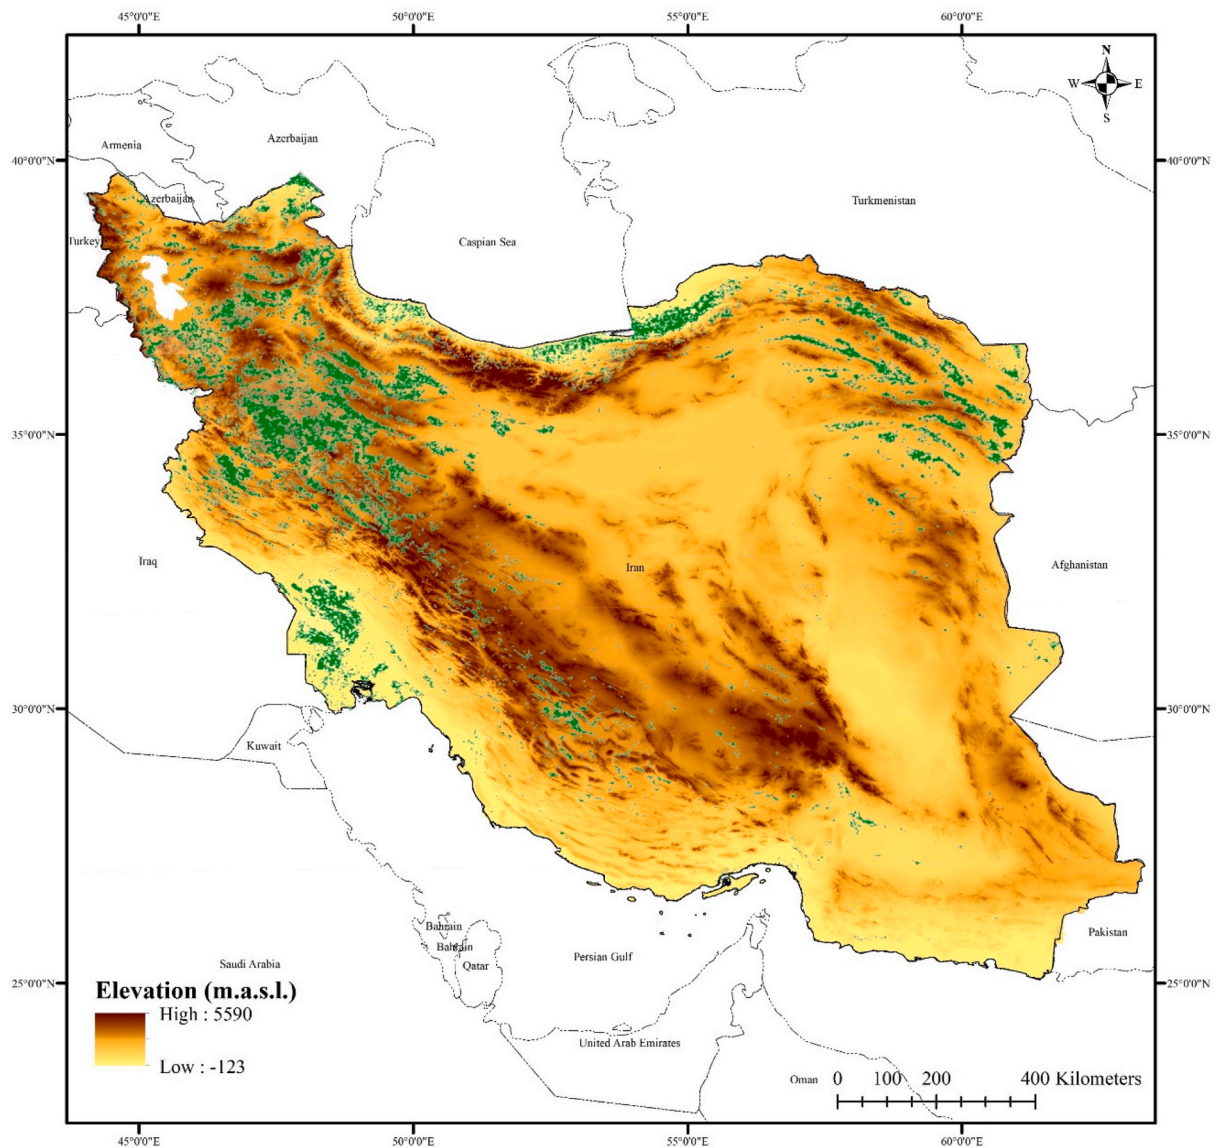 45°0'0"E 50°0'0"E 55°0'0"E 60°0'0"E
N
W E
S
40°0'0"N 40°0'0"N
Armenia
Azerbaijan
Azerbaijan
Turkmenistan
Turkey
Caspian Sea
35°0'0"N 35°0'0"N
Iraq
Iran
Afghanistan
30°0'0"N 30°0'0"N
Kuwait
Bahrain
Bahrain
Qatar
Saudi Arabia
Persian Gulf
Pakistan
25°0'0"N 25°0'0"N
Elevation (m.a.s.l.)
High : 5590
Low : -123
United Arab Emirates
Oman
0 100 200 400 Kilometers
45°0'0"E 50°0'0"E 55°0'0"E 60°0'0"E